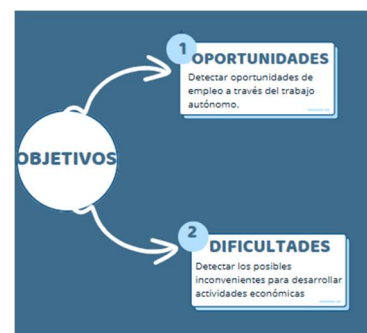 OBJETIVOS
1
OPORTUNIDADES
Detectar oportunidades de
empleo a través del trabajo
autónomo.
2
DIFICULTADES
Detectar los posibles
inconvenientes para desarrollar
actividades económicas